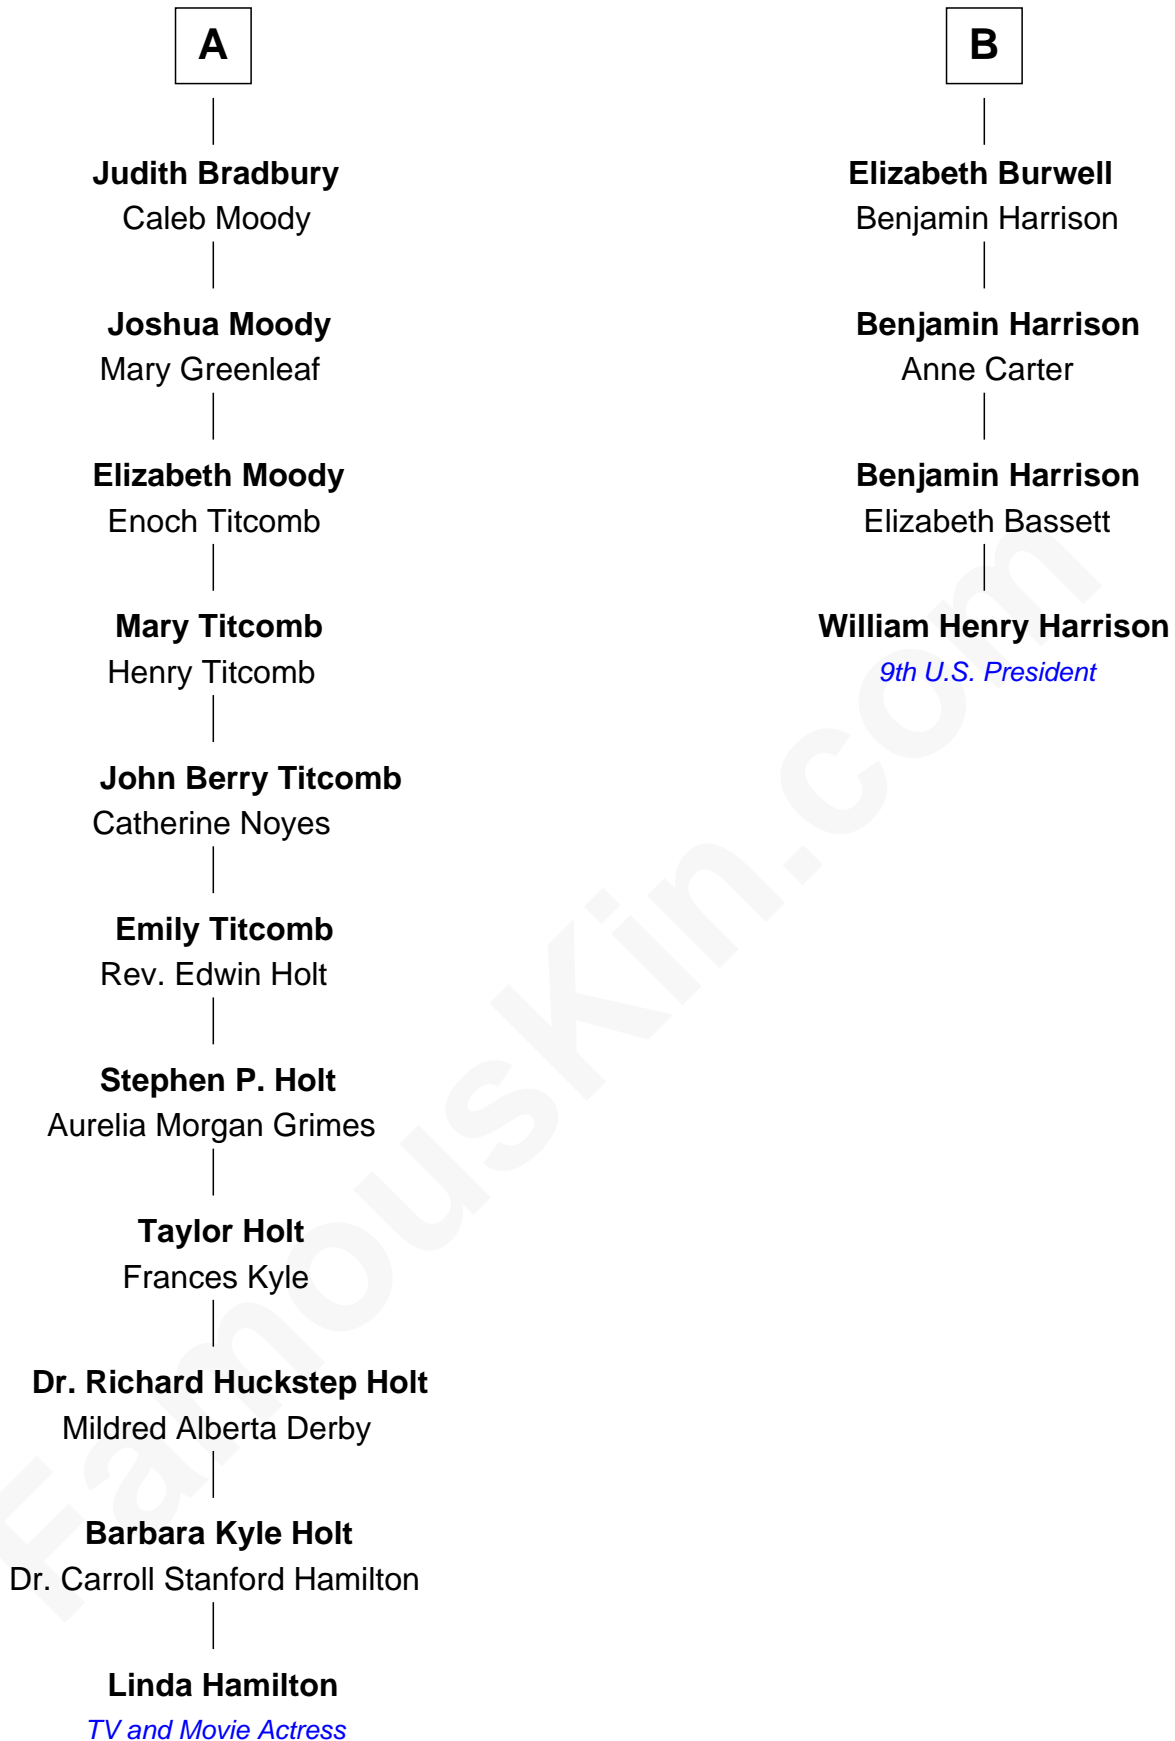 A
Judith Bradbury
Caleb Moody
Joshua Moody
Mary Greenleaf
Elizabeth Moody
Enoch Titcomb
Mary Titcomb
Henry Titcomb
John Berry Titcomb
Catherine Noyes
Emily Titcomb
Rev. Edwin Holt
Stephen P. Holt
Aurelia Morgan Grimes
Taylor Holt
Frances Kyle
Dr. Richard Huckstep Holt
Mildred Alberta Derby
Barbara Kyle Holt
Dr. Carroll Stanford Hamilton
Linda Hamilton
TV and Movie Actress
B
Elizabeth Burwell
Benjamin Harrison
Benjamin Harrison
Anne Carter
Benjamin Harrison
Elizabeth Bassett
William Henry Harrison
9th U.S. President
FamousKin.com